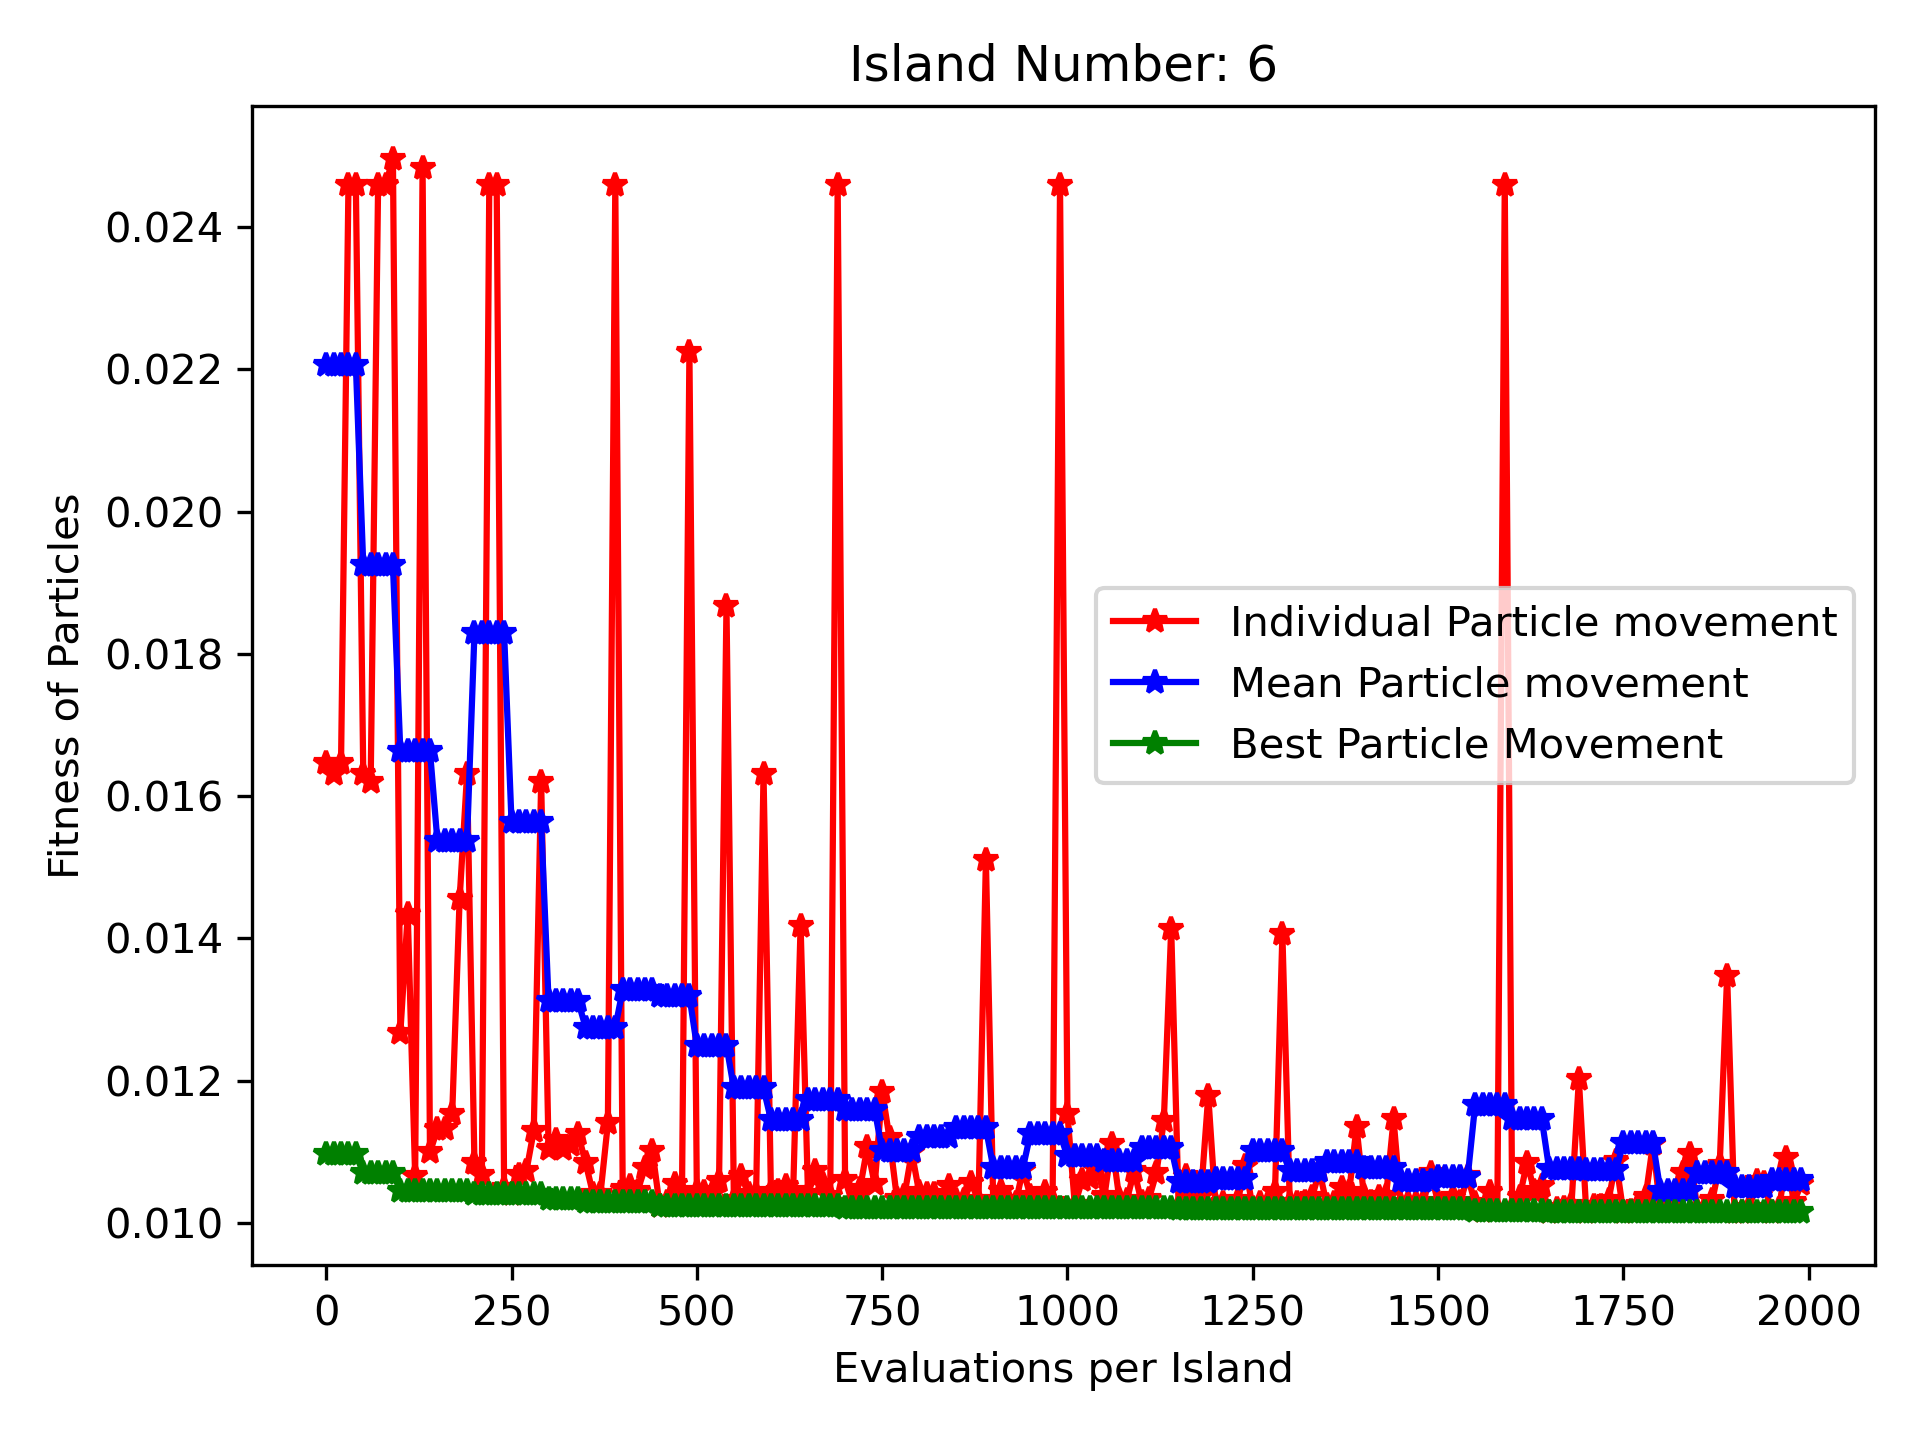 Island Number: 6
Fitness of Particles
0.024
0.022
0.020
0.018
0.016
0.014
0.012
0.010
Individual Particle movement
Mean Particle movement
Best Particle Movement
0 250 500 750 1000 1250 1500 1750 2000
Evaluations per Island